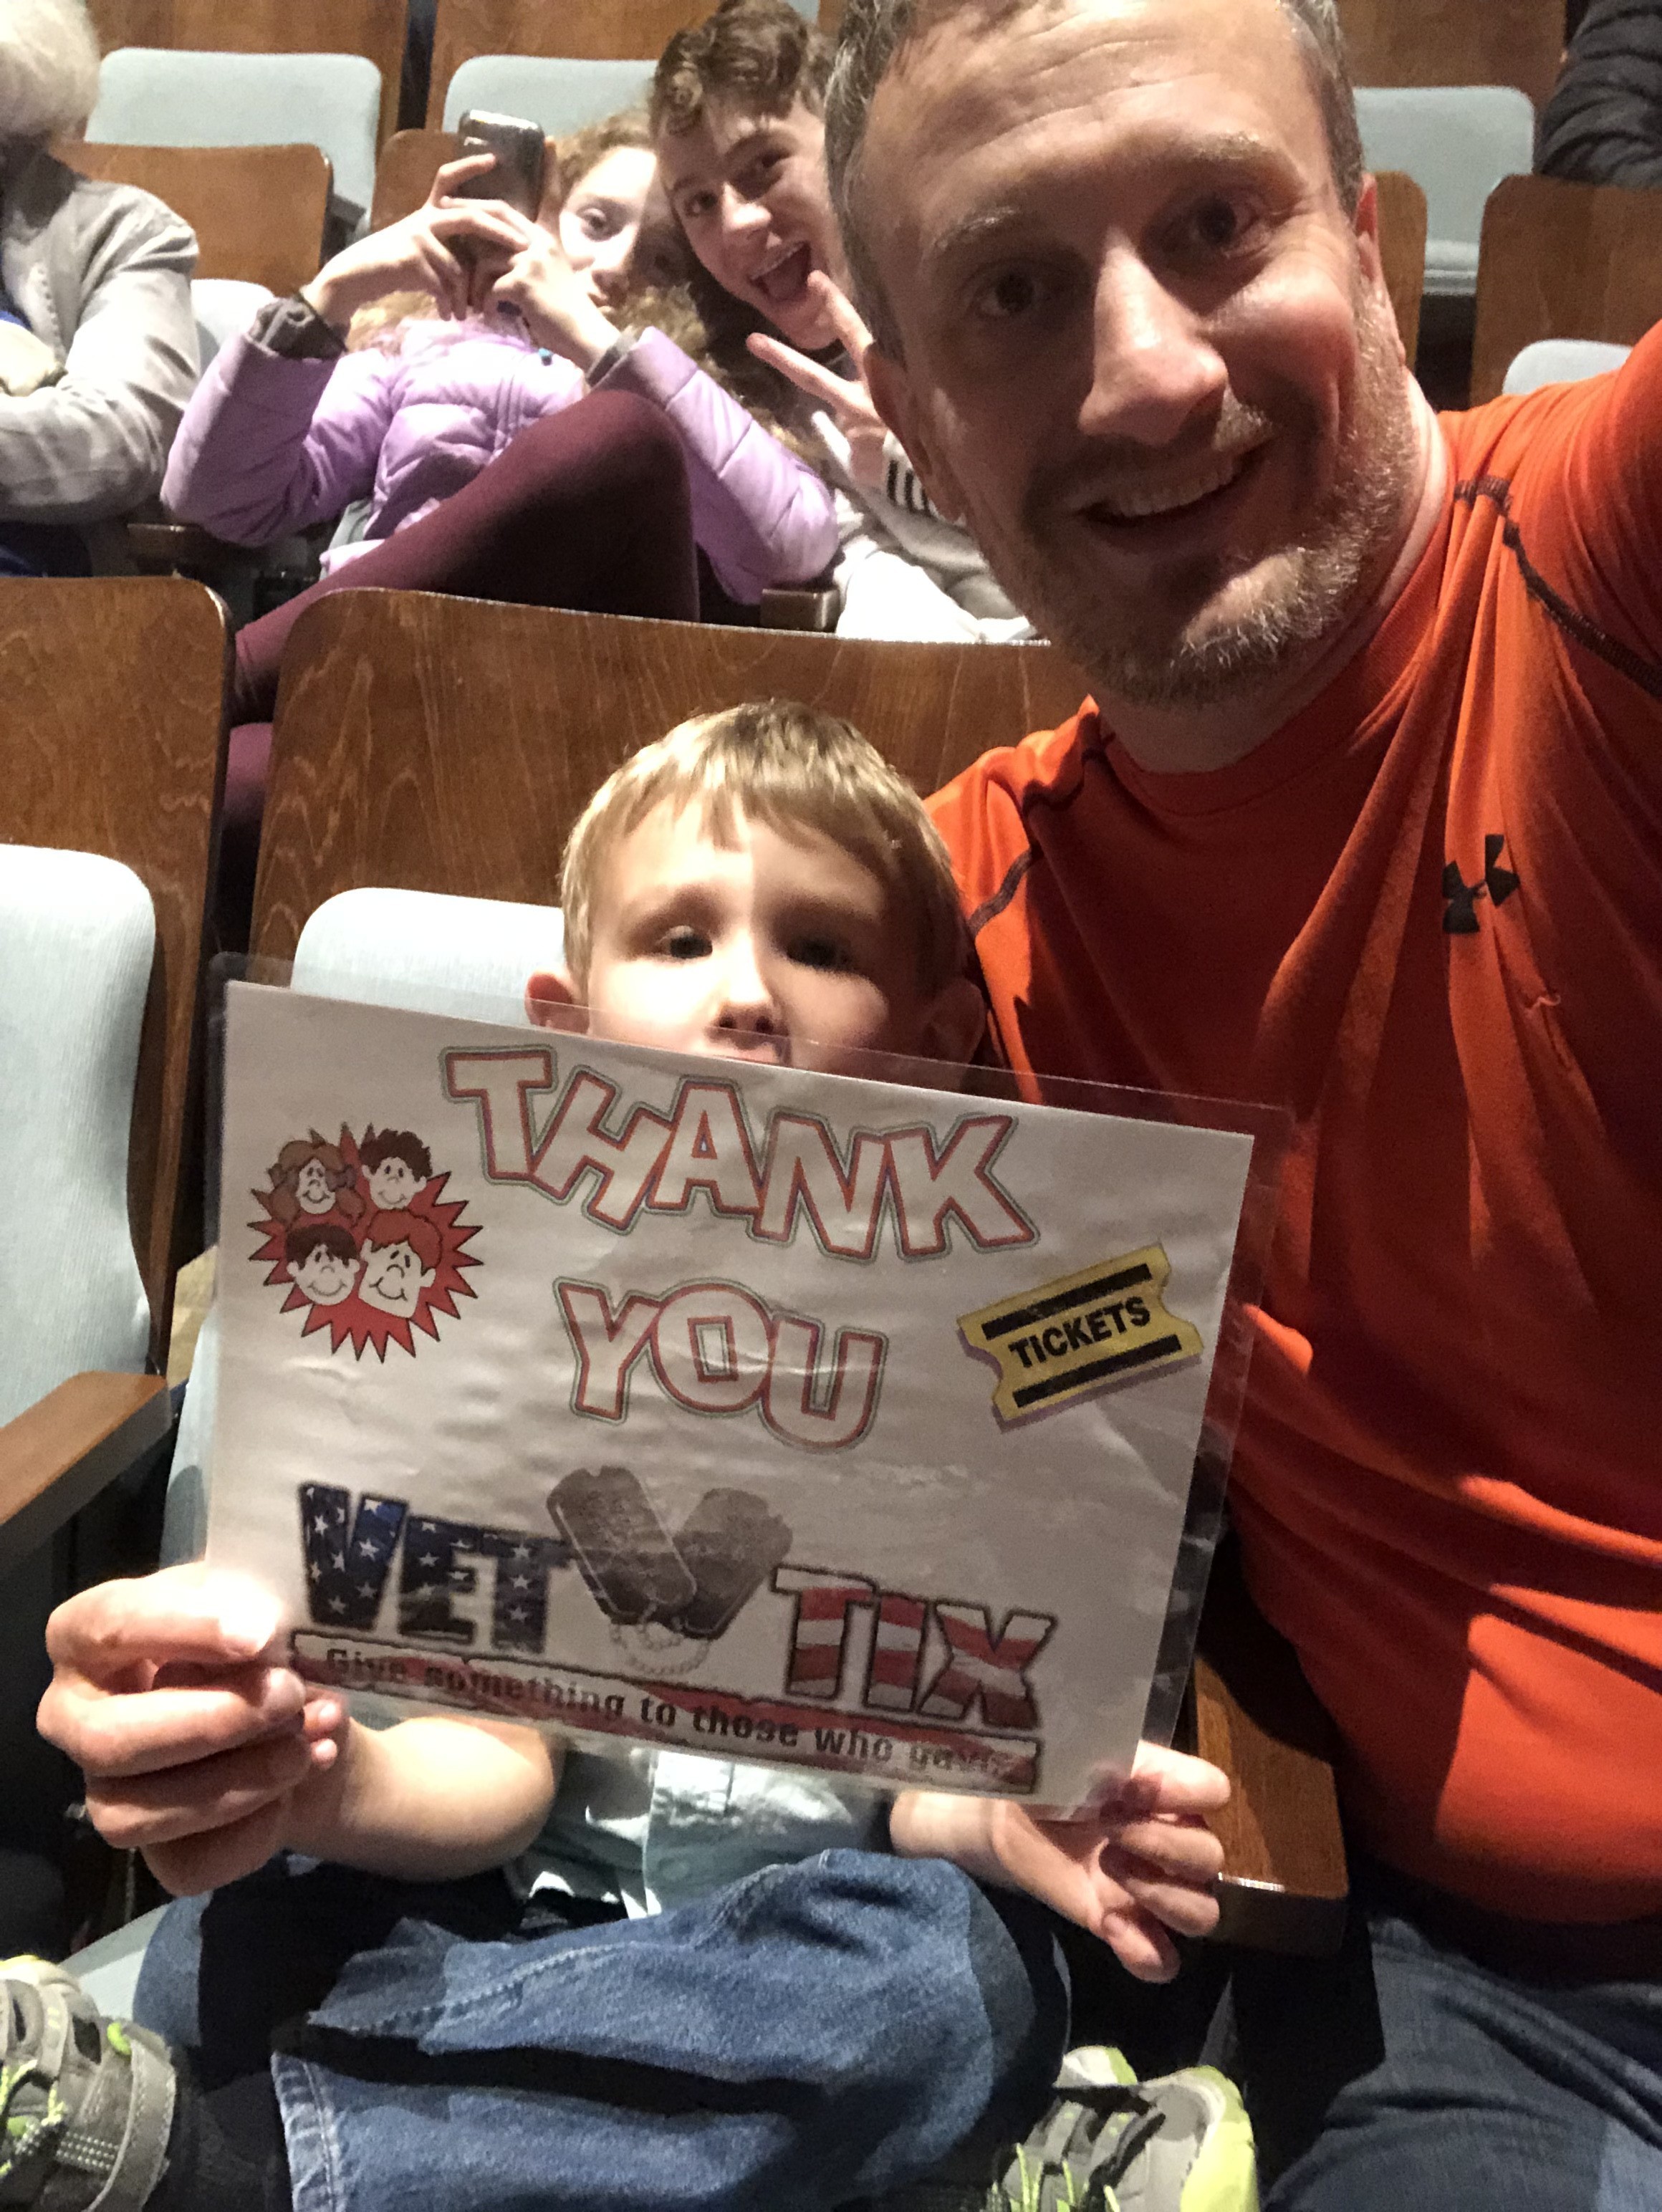 THANK
YOU
TICKETS
VET TIX
Give something to those who gave